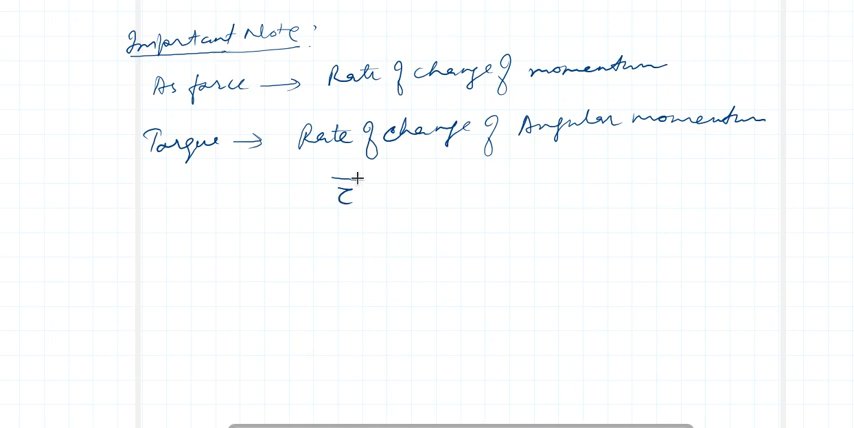 Important Note:
As force → Rate of change of momentum
Torque → Rate of change of Angular momentum
τ